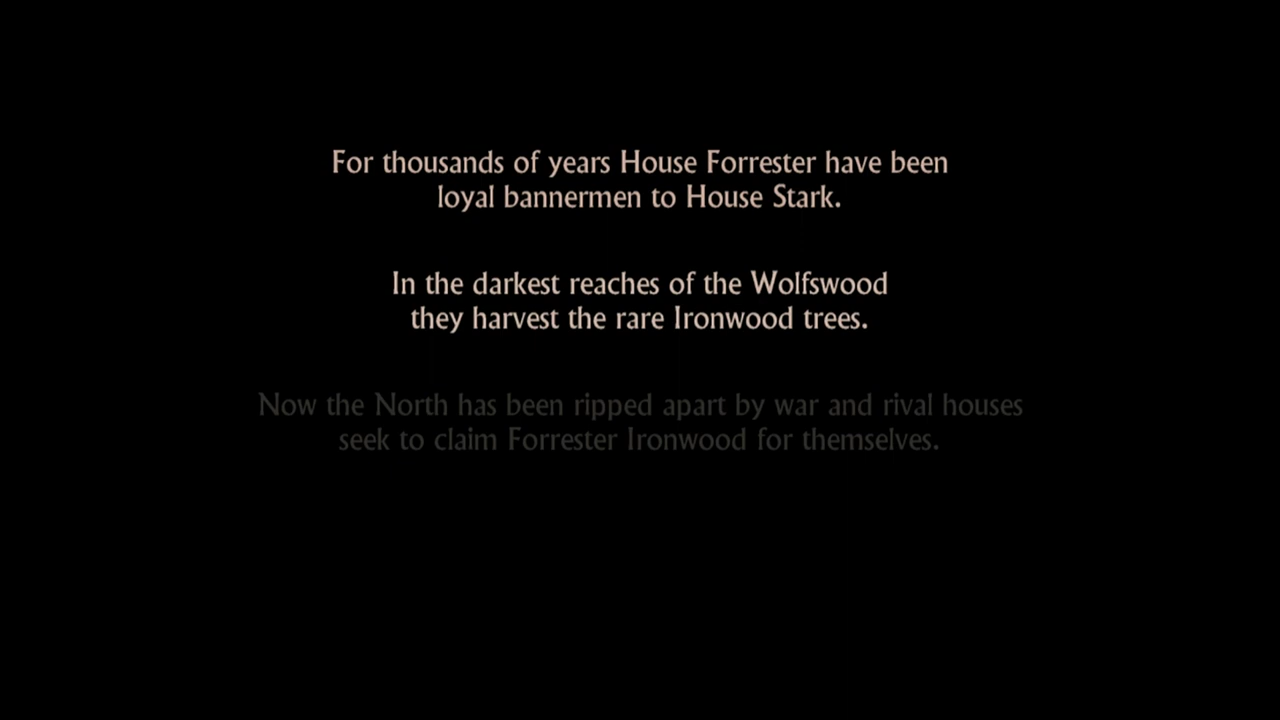 For thousands of years House Forrester have been
loyal bannermen to House Stark.
In the darkest reaches of the Wolfswood
they harvest the rare Ironwood trees.
Now the North has been ripped apart by war and rival houses
seek to claim Forrester Ironwood for themselves.